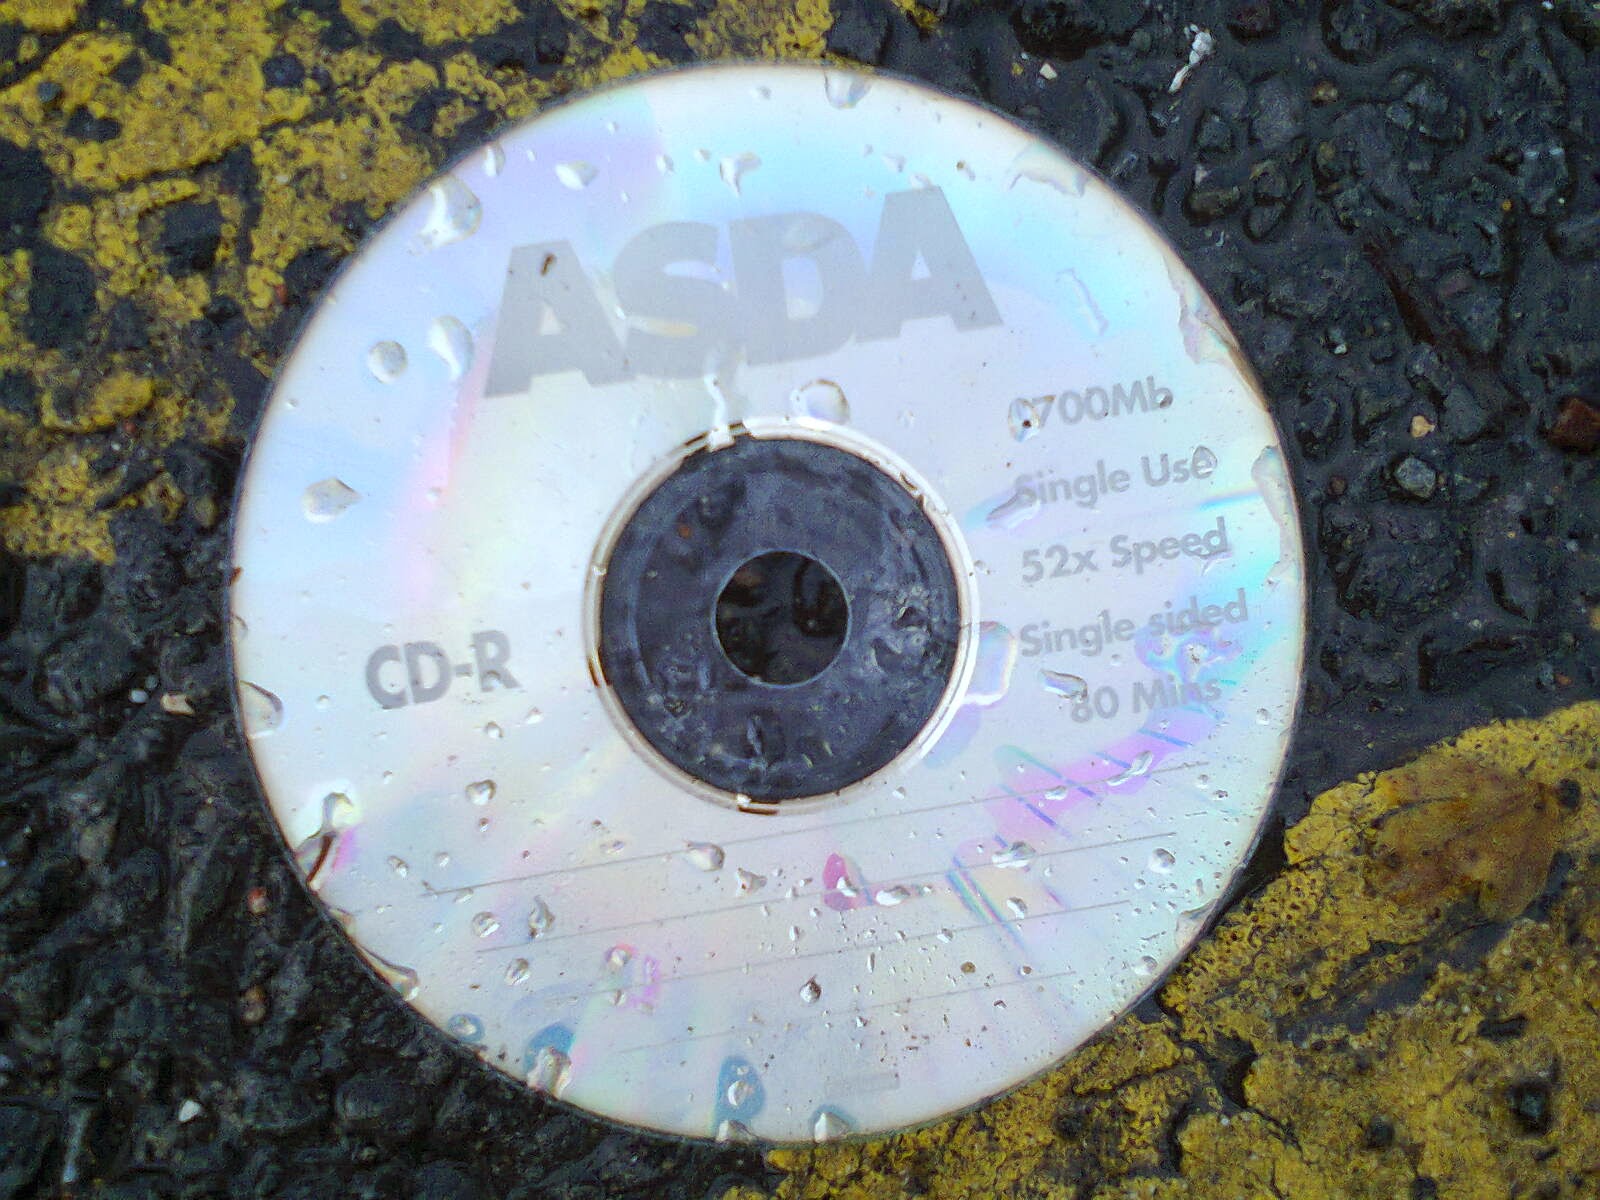 ASDA
700Mb
Single Use
52x Speed
Single sided
80 Mins
CD-R